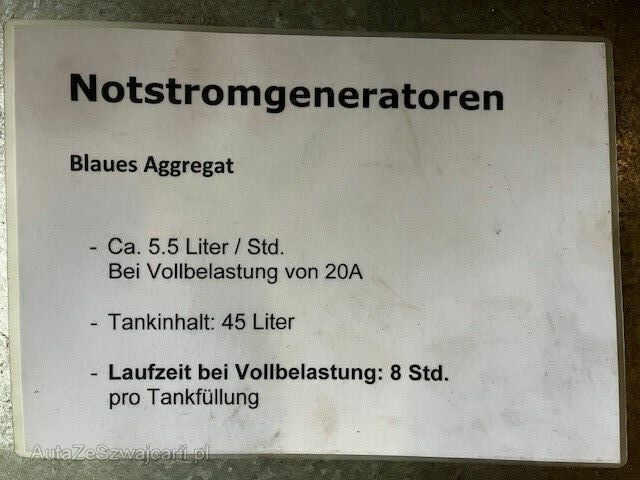 Notstromgeneratoren
Blaues Aggregat
- Ca. 5.5 Liter / Std.
Bei Vollbelastung von 20A
- Tankinhalt: 45 Liter
- Laufzeit bei Vollbelastung: 8 Std.
pro Tankfüllung
AutaZeSzwajcarii.pl